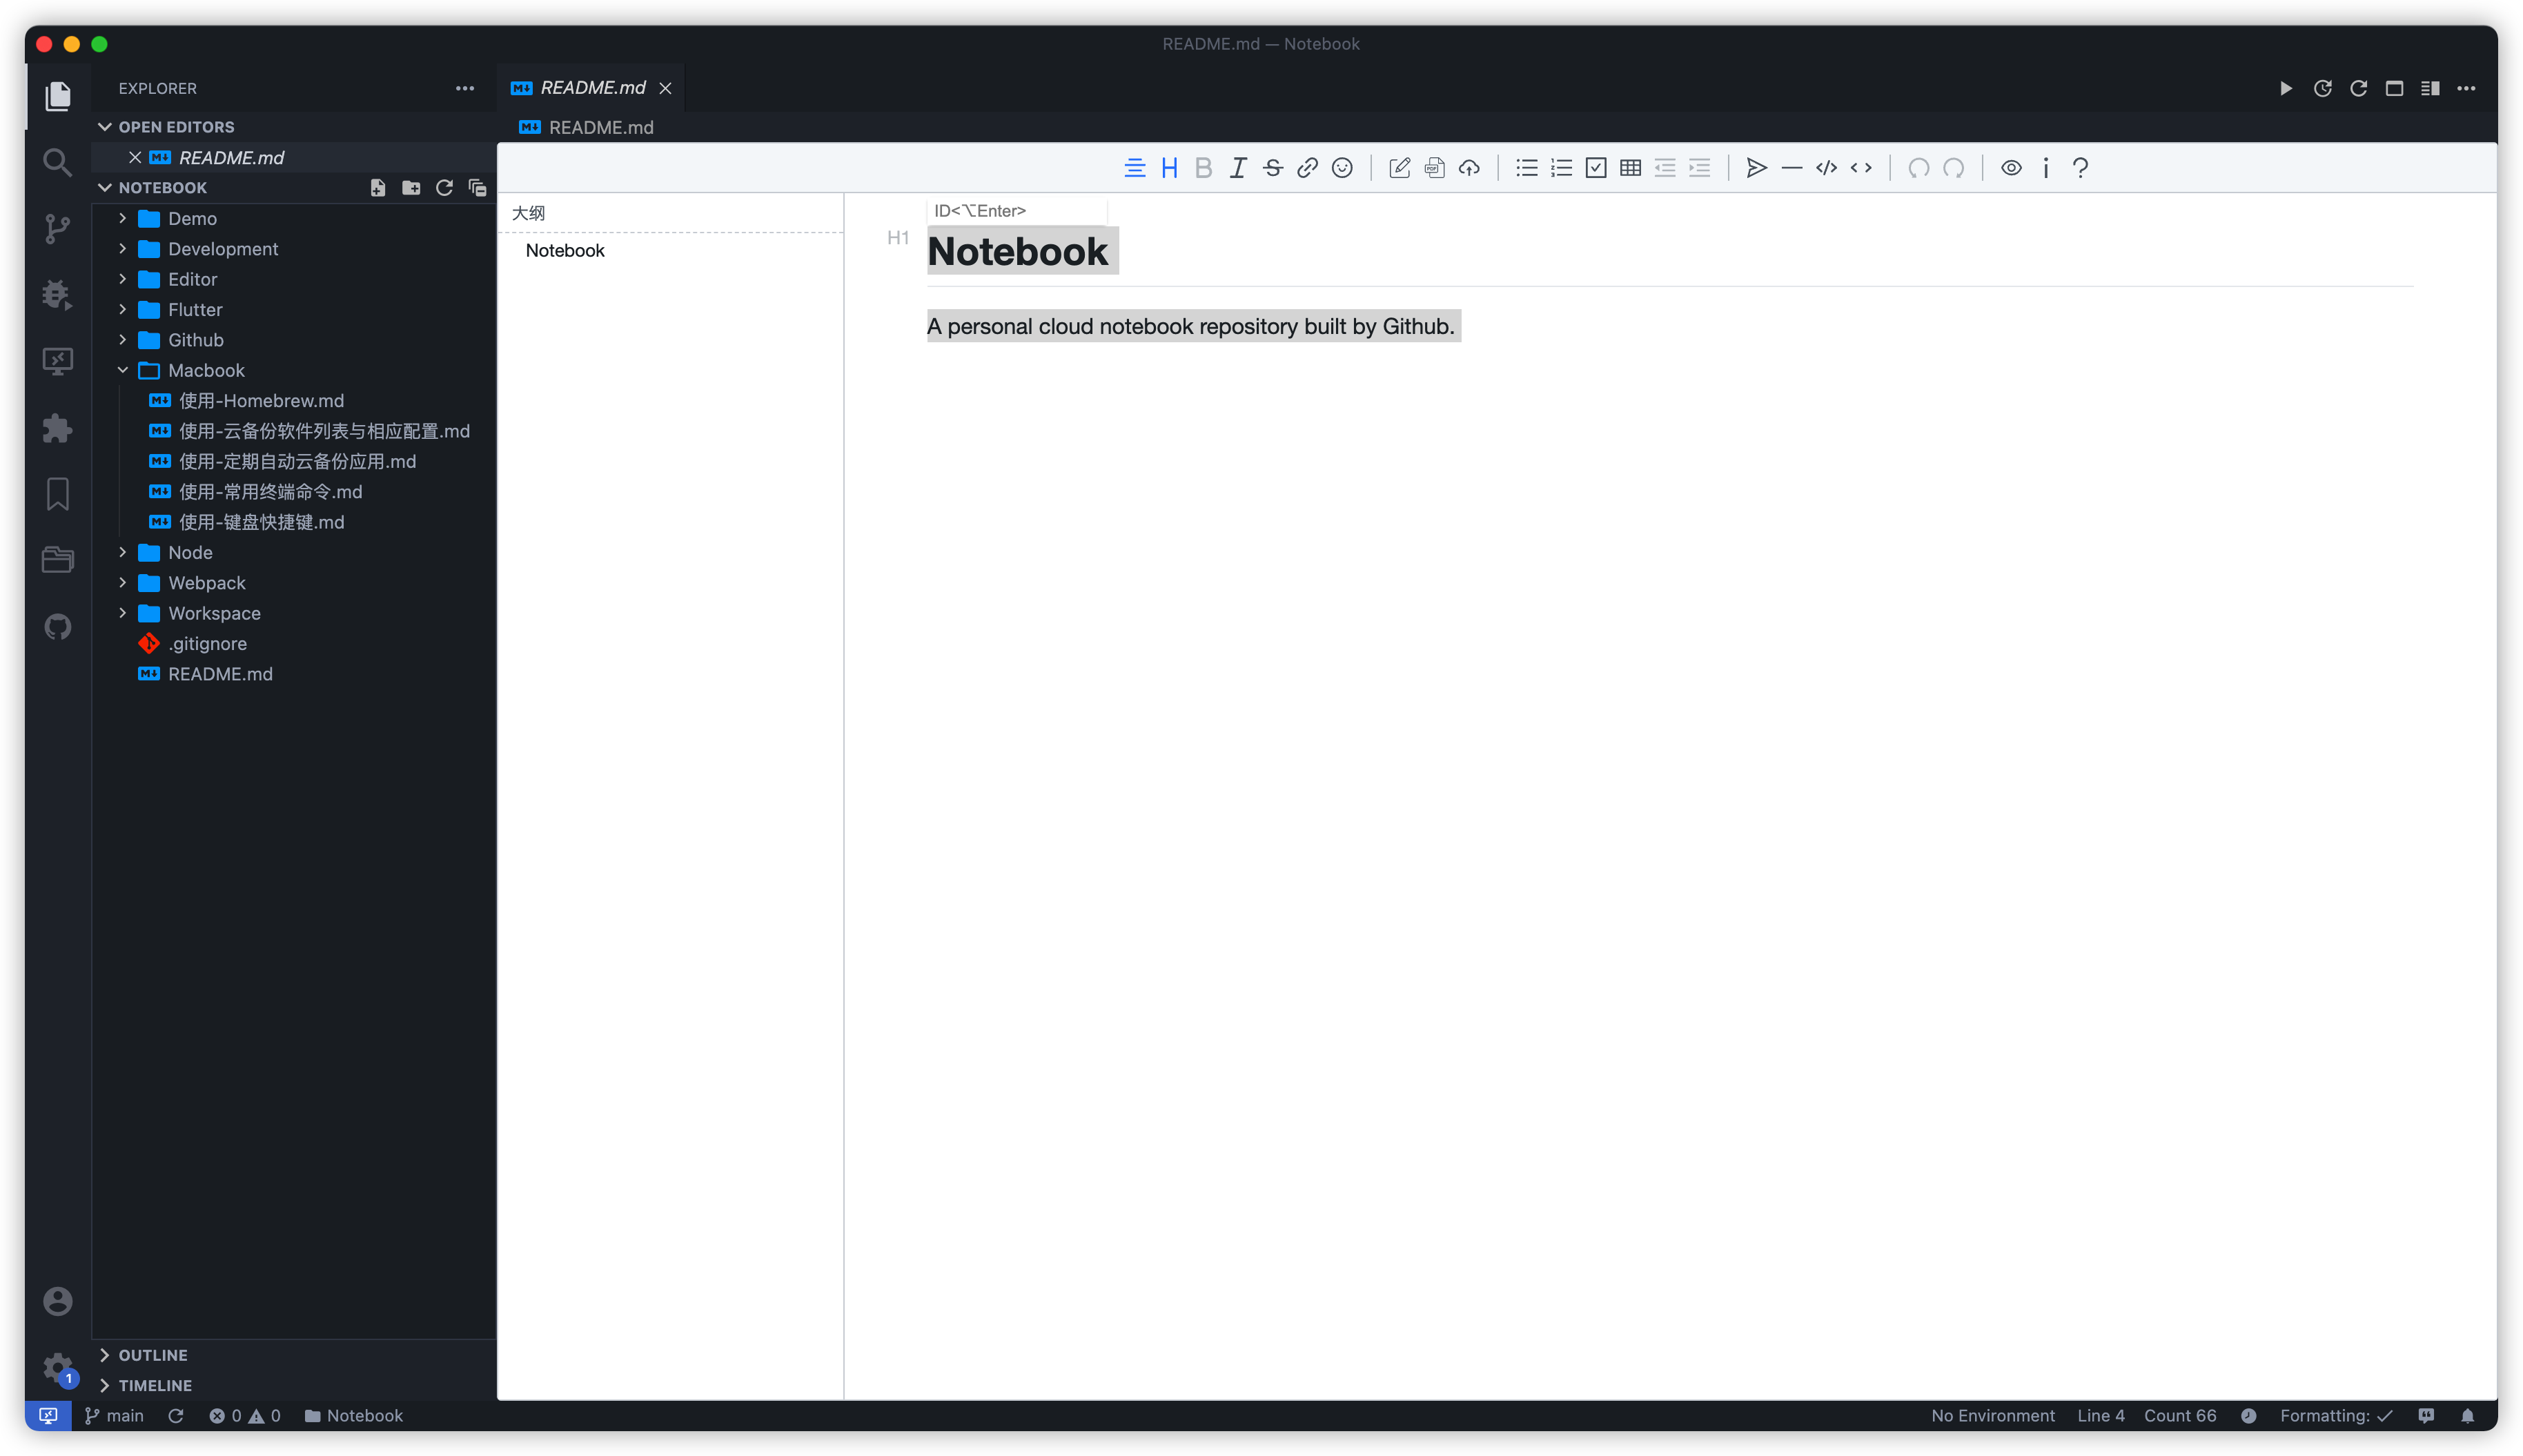 README.md — Notebook
EXPLORER
README.md
OPEN EDITORS
README.md
README.md
NOTEBOOK
Demo
Development
Editor
Flutter
Github
Macbook
使用-Homebrew.md
使用-云备份软件列表与相应配置.md
使用-定期自动云备份应用.md
使用-常用终端命令.md
使用-键盘快捷键.md
Node
Webpack
Workspace
.gitignore
README.md
OUTLINE
TIMELINE
大纲
Notebook
ID<⌥Enter>
H1
Notebook
A personal cloud notebook repository built by Github.
1
main
0
0
Notebook
No Environment
Line 4
Count 66
Formatting: ✓